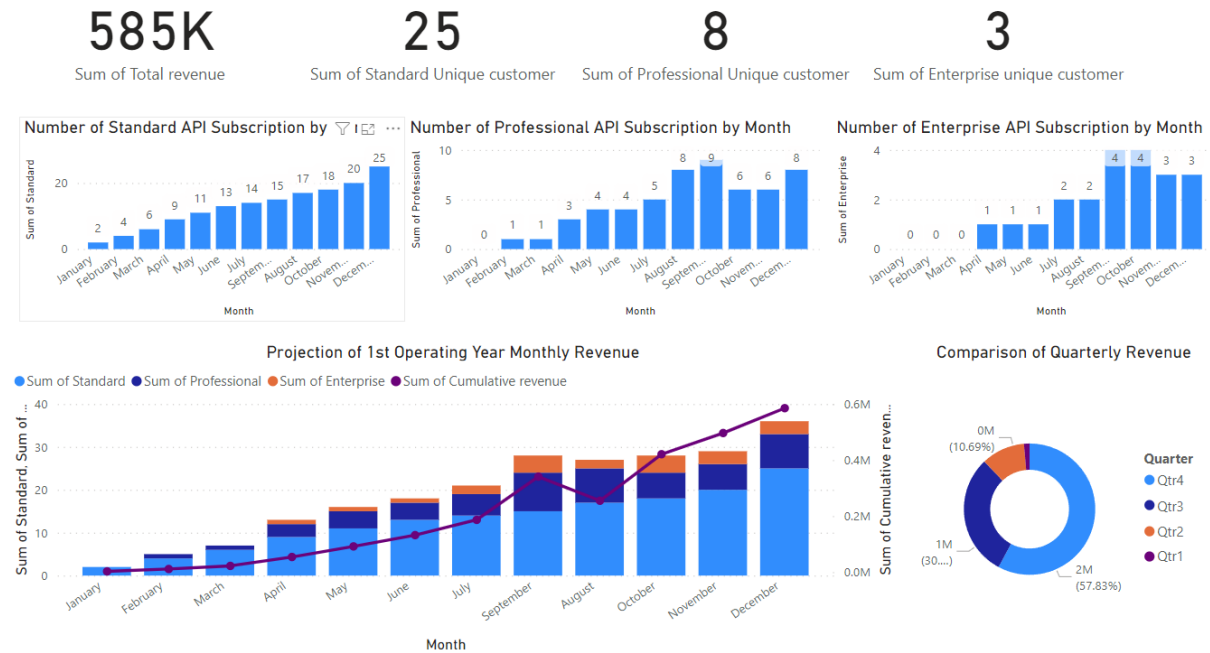 585K
Sum of Total revenue
25
Sum of Standard Unique customer
8
Sum of Professional Unique customer
3
Sum of Enterprise unique customer
Number of Standard API Subscription by
Sum of Standard
20
0
2
4
6
9
11
13
14
15
17
18
20
25
January
February
March
April
May
June
July
Septem...
August
October
Novem...
Decem...
Month
Number of Professional API Subscription by Month
Sum of Professional
10
5
0
0
1
1
3
4
4
5
8
9
6
6
8
January
February
March
April
May
June
July
August
Septem...
October
Novem...
Decem...
Month
Number of Enterprise API Subscription by Month
Sum of Enterprise
4
2
0
0
0
0
1
1
1
2
2
4
4
3
3
January
February
March
April
May
June
July
August
Septem...
October
Novem...
Decem...
Month
Projection of 1st Operating Year Monthly Revenue
Sum of Standard Sum of Professional Sum of Enterprise Sum of Cumulative revenue
Sum of Standard, Sum of ...
40
30
20
10
0
0.6M
0.4M
0.2M
0.0M
Sum of Cumulative reven...
January
February
March
April
May
June
July
September
August
October
November
December
Month
Comparison of Quarterly Revenue
0M
(10.69%)
1M
(30....)
2M
(57.83%)
Quarter
Qtr4
Qtr3
Qtr2
Qtr1